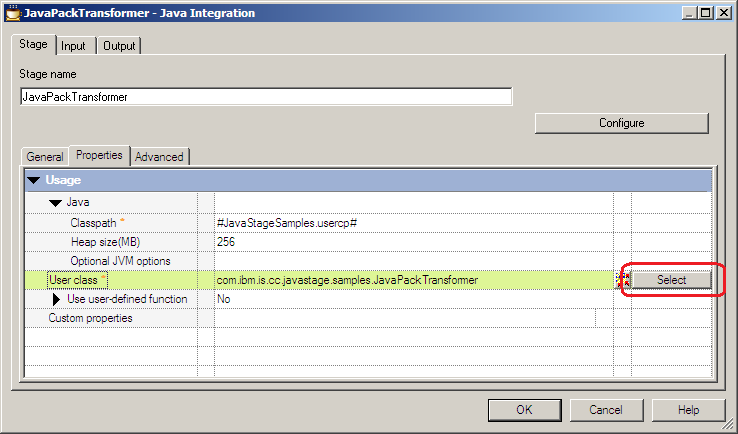 JavaPackTransformer - Java Integration
Stage Input Output
Stage name
JavaPackTransformer
Configure
General Properties Advanced
Usage
Java
Classpath * #JavaStageSamples.usercp#
Heap size(MB) 256
Optional JVM options
User class * com.ibm.is.cc.javastage.samples.JavaPackTransformer Select
Use user-defined function No
Custom properties
OK Cancel Help